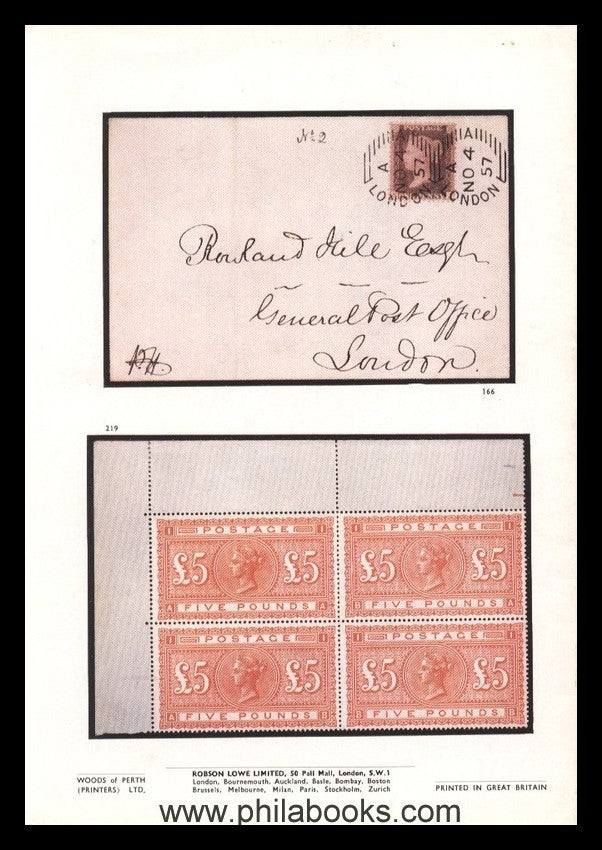 No 2
A
NO 4
57
LONDON
A
NO 4
57
LONDON
Rowland Hill Esqr
General Post Office
London.
166
219
I POSTAGE I
£5 £5
A FIVE POUNDS A
I POSTAGE I
£5 £5
B FIVE POUNDS A
I POSTAGE I
£5 £5
A FIVE POUNDS B
I POSTAGE I
£5 £5
B FIVE POUNDS B
WOODS of PERTH
(PRINTERS) LTD.
ROBSON LOWE LIMITED, 50 Pall Mall, London, S.W.1
London, Bournemouth, Auckland, Basle, Bombay, Boston
Brussels, Melbourne, Milan, Paris, Stockholm, Zurich
PRINTED IN GREAT BRITAIN
www.philabooks.com